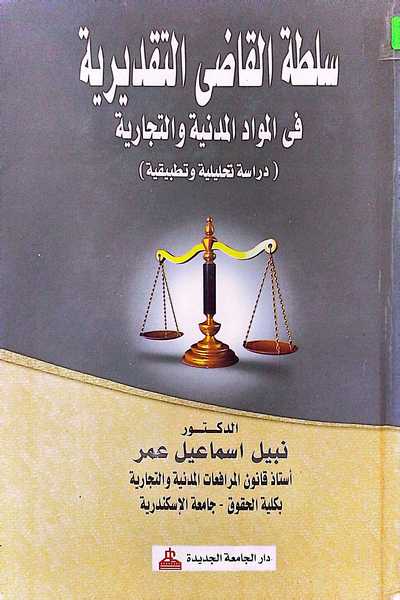 سلطة القاضى التقديرية
فى المواد المدنية والتجارية
( دراسة تحليلية وتطبيقية )
الدكتور
نبيل اسماعيل عمر
أستاذ قانون المرافعات المدنية والتجارية
بكلية الحقوق - جامعة الإسكندرية
دار الجامعة الجديدة